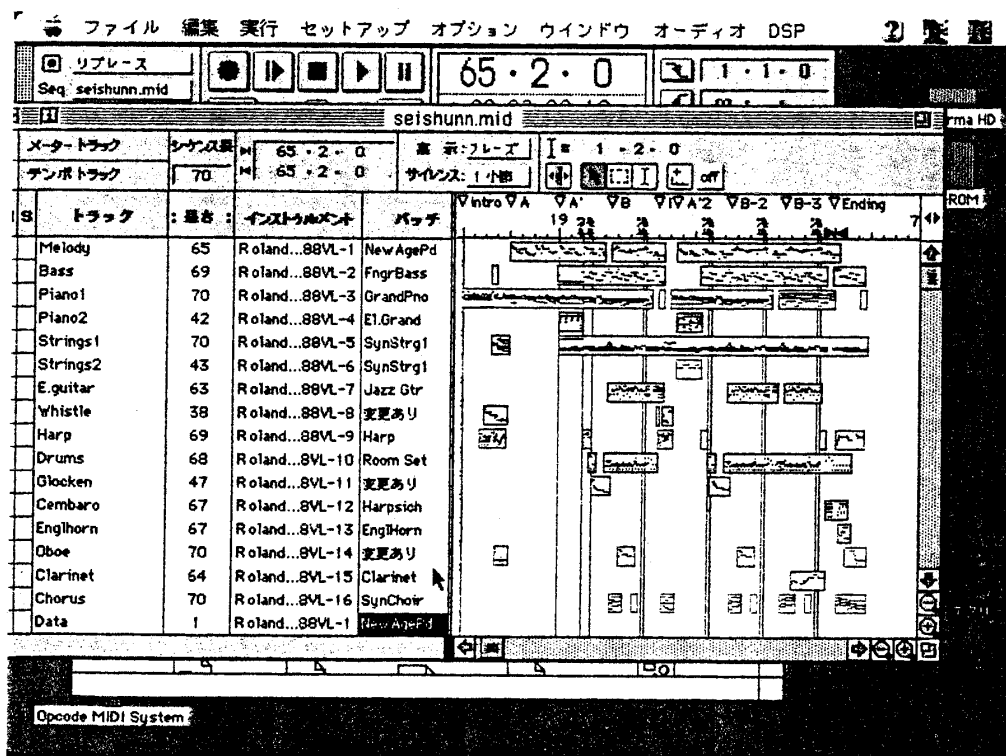 ファイル 編集 実行 セットアップ オプション ウインドウ オーディオ DSP
リプレース
Seq: seishunn.mid
65・2・ 0
1・1・0
seishunn.mid
rma HD
メータートラック シーケンス長 65・2・ 0 表 示:フレーズ 1・2・0
テンポトラック 70 65・2・ 0 サイレンス: 1 小節 off
ROM
S トラック :長さ: インストゥルメント パッチ
Intro A A' B A'2 B-2 B-3 Ending
19 7
Melody 65 Roland...88VL-1 NewAgePd
Bass 69 Roland...88VL-2 FngrBass
Piano1 70 Roland...88VL-3 GrandPno
Piano2 42 Roland...88VL-4 El.Grand
Strings1 70 Roland...88VL-5 SynStrg1
Strings2 43 Roland...88VL-6 SynStrg1
E.guitar 63 Roland...88VL-7 Jazz Gtr
Whistle 38 Roland...88VL-8 変更あり
Harp 69 Roland...88VL-9 Harp
Drums 68 Roland...8VL-10 Room Set
Glocken 47 Roland...8VL-11 変更あり
Cembaro 67 Roland...8VL-12 Harpsich
Englhorn 67 Roland...8VL-13 EnglHorn
Oboe 70 Roland...8VL-14 変更あり
Clarinet 64 Roland...8VL-15 Clarinet
Chorus 70 Roland...8VL-16 SynChoir
Data 1 Roland...88VL-1 NewAgePd
Opcode MIDI System